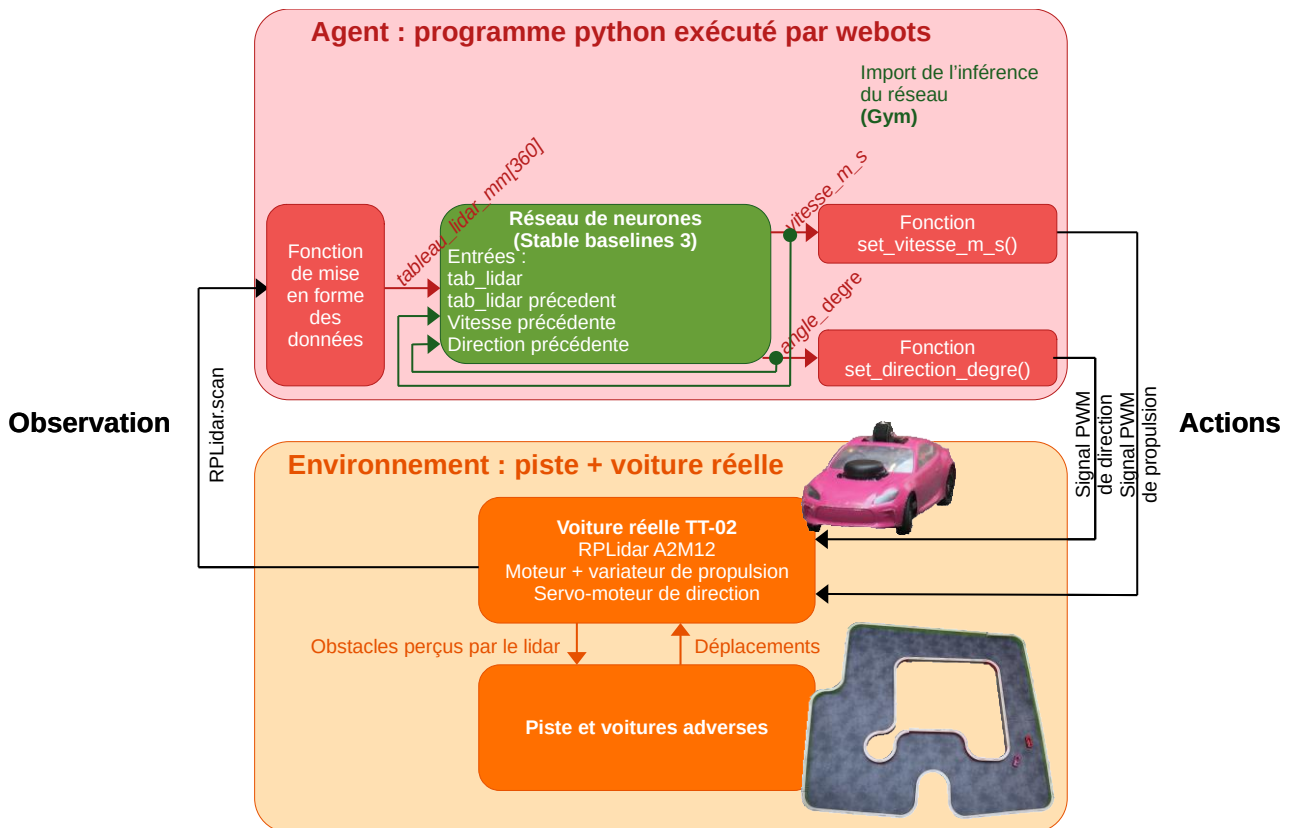 Agent : programme python exécuté par webots
Import de l'inférence
du réseau
(Gym)
tableau_lidar_mm[360]
vitesse_m_s
angle_degre
Fonction
de mise
en forme
des
données
Réseau de neurones
(Stable baselines 3)
Entrées :
tab_lidar
tab_lidar précedent
Vitesse précédente
Direction précédente
Fonction
set_vitesse_m_s()
Fonction
set_direction_degre()
Observation
RPLidar.scan
Actions
Signal PWM
de direction
Signal PWM
de propulsion
Environnement : piste + voiture réelle
Voiture réelle TT-02
RPLidar A2M12
Moteur + variateur de propulsion
Servo-moteur de direction
Obstacles perçus par le lidar
Déplacements
Piste et voitures adverses